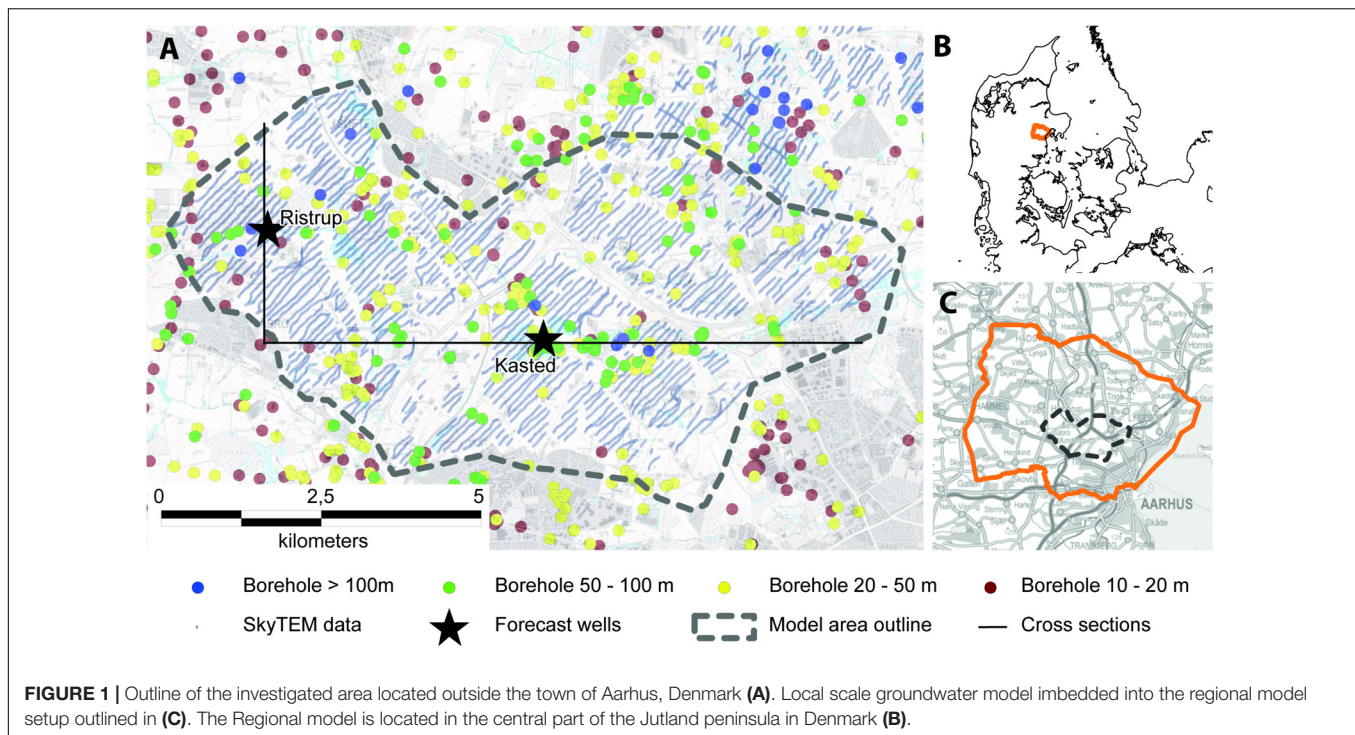 A
B
Ristrup
Kasted
0 2,5 5
kilometers
C
HAMMEL
AARHUS
Skåde
TRANBJERG
Borehole > 100m Borehole 50 - 100 m Borehole 20 - 50 m Borehole 10 - 20 m
SkyTEM data Forecast wells Model area outline Cross sections
FIGURE 1 | Outline of the investigated area located outside the town of Aarhus, Denmark (A). Local scale groundwater model imbedded into the regional model
setup outlined in (C). The Regional model is located in the central part of the Jutland peninsula in Denmark (B).